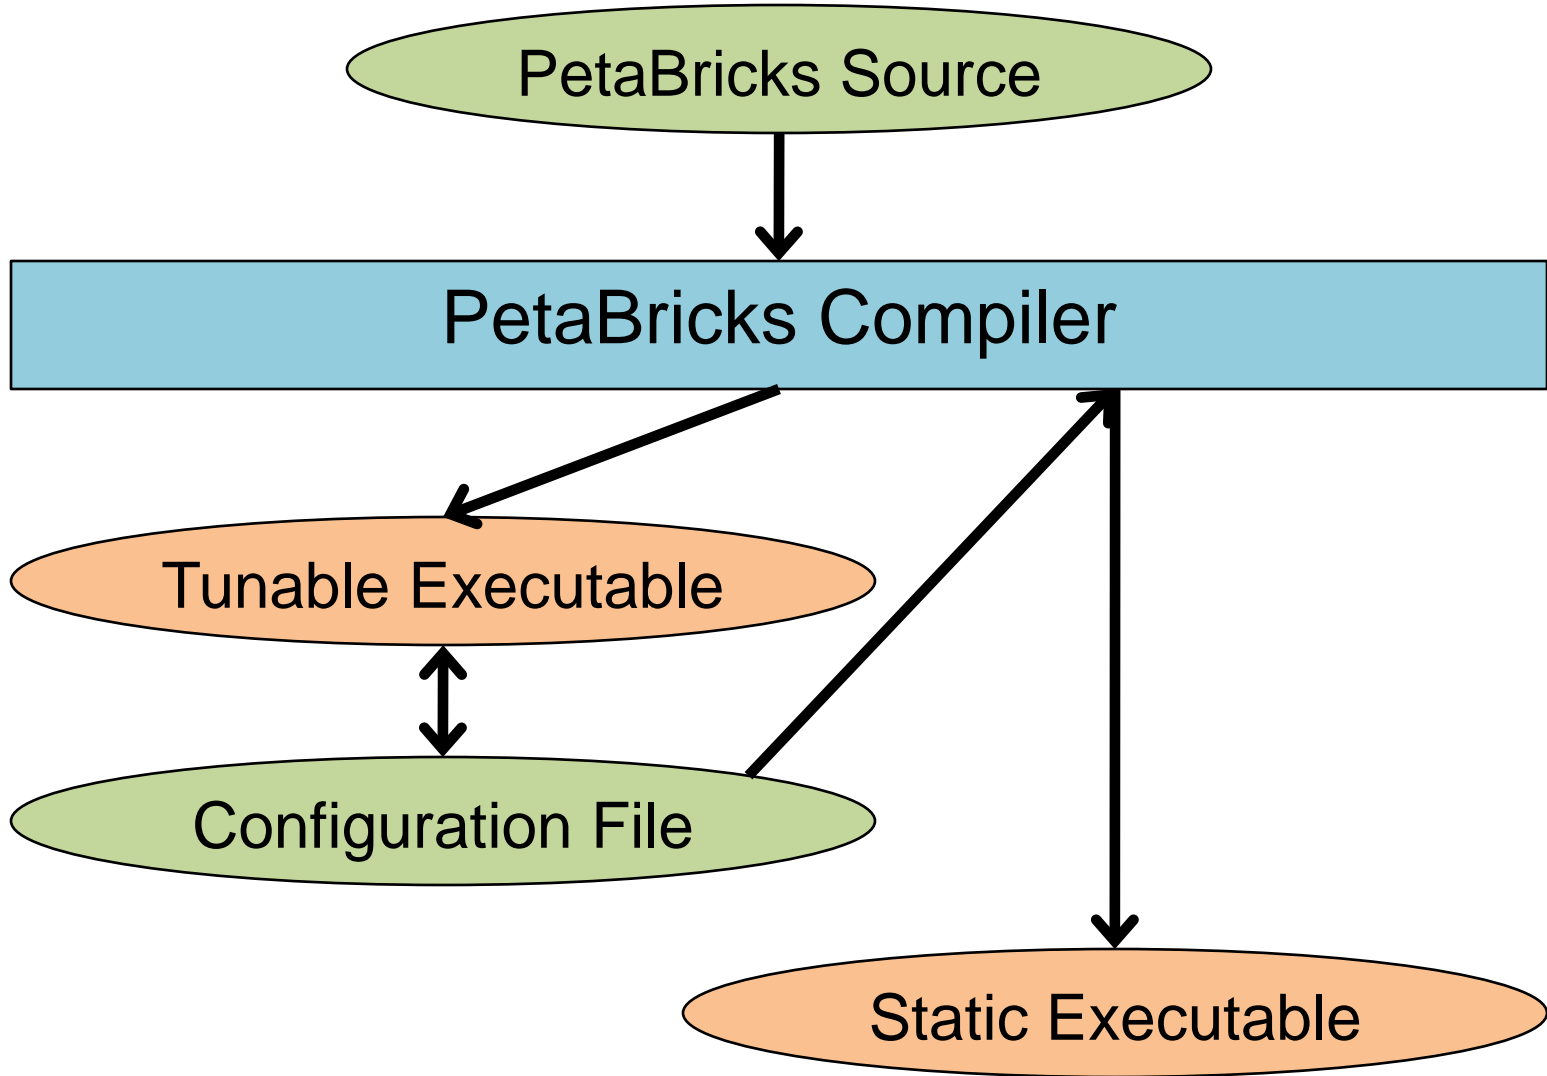 PetaBricks Source
PetaBricks Compiler
Tunable Executable
Configuration File
Static Executable